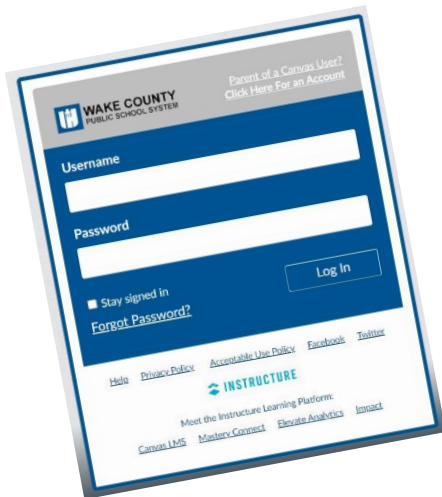 Parent of a Canvas User?
Click Here For an Account
WAKE COUNTY
PUBLIC SCHOOL SYSTEM
Username
Password
Stay signed in
Log In
Forgot Password?
Help Privacy Policy Acceptable Use Policy Facebook Twitter
INSTRUCTURE
Meet the Instructure Learning Platform:
Canvas LMS Mastery Connect Elevate Analytics Impact